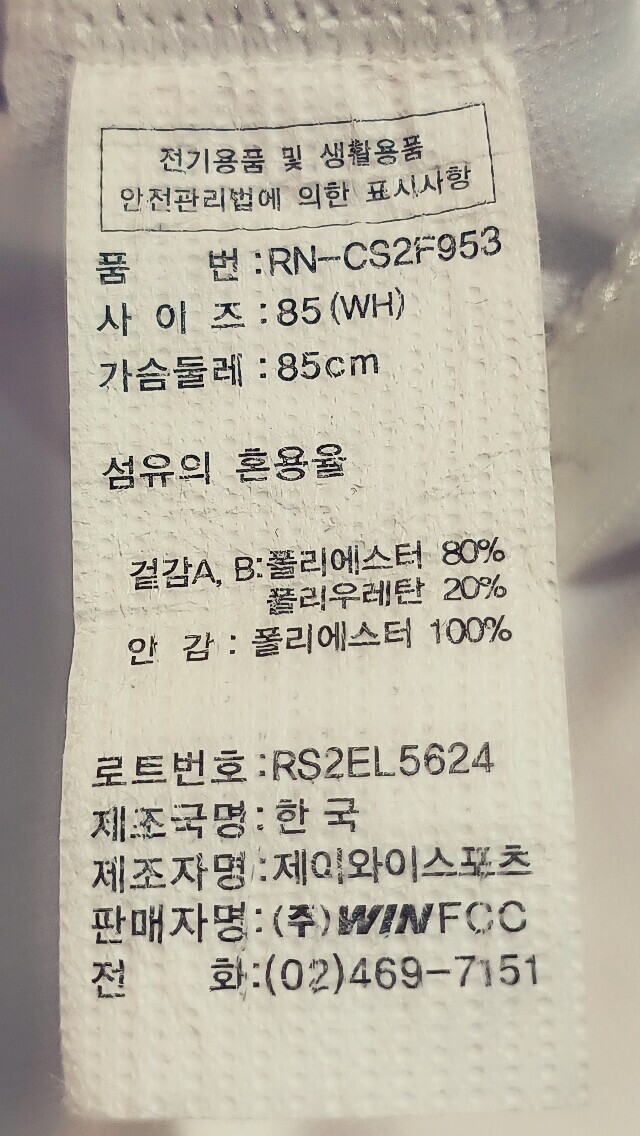 전기용품 및 생활용품
안전관리법에 의한 표시사항
품 번 : RN-CS2F953
사 이 즈 : 85 (WH)
가슴둘레 : 85cm
섬유의 혼용율
겉감A, B: 폴리에스터 80%
폴리우레탄 20%
안 감 : 폴리에스터 100%
로트번호 : RS2EL5624
제조국명 : 한 국
제조자명 : 제이와이스포츠
판매자명 : (주) WINFCC
전 화 : (02)469-7151